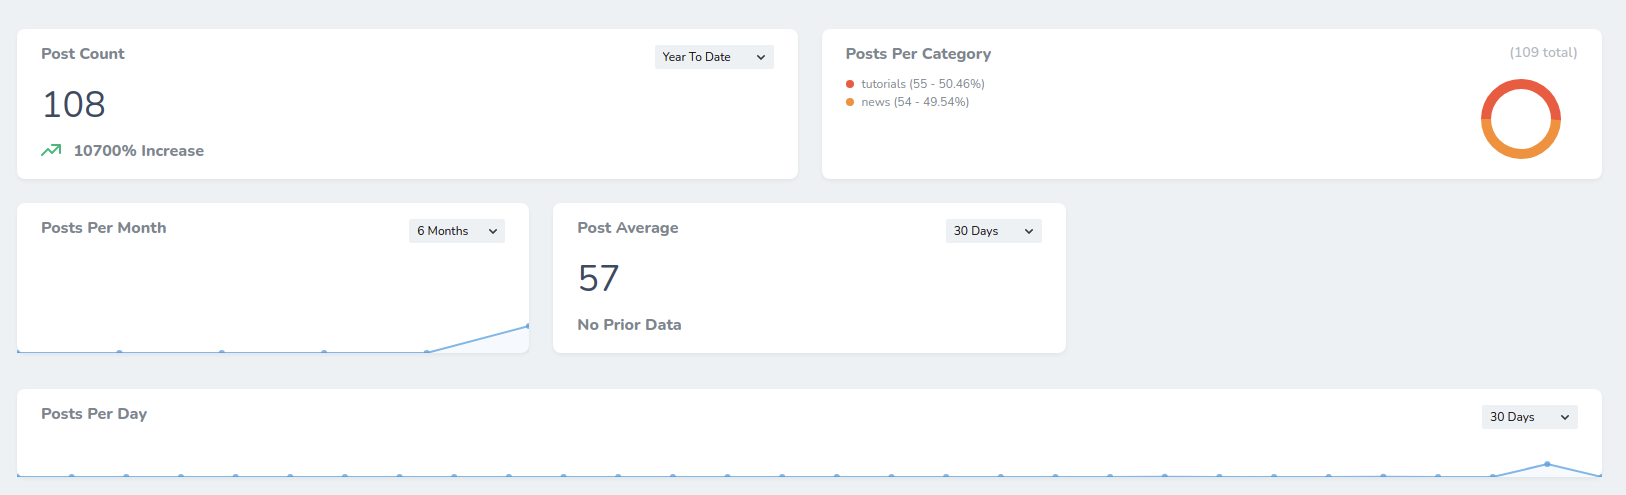 Post Count
Year To Date
108
10700% Increase
Posts Per Category
(109 total)
tutorials (55 - 50.46%)
news (54 - 49.54%)
Posts Per Month
6 Months
Post Average
30 Days
57
No Prior Data
Posts Per Day
30 Days